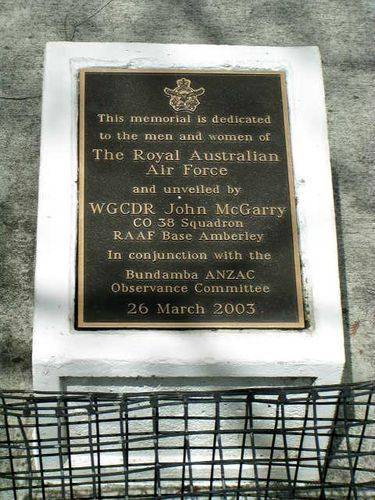 This memorial is dedicated
to the men and women of
The Royal Australian
Air Force
and unveiled by
WGCDR John McGarry
CO 38 Squadron
RAAF Base Amberley
In conjunction with the
Bundamba ANZAC
Observance Committee
26 March 2003